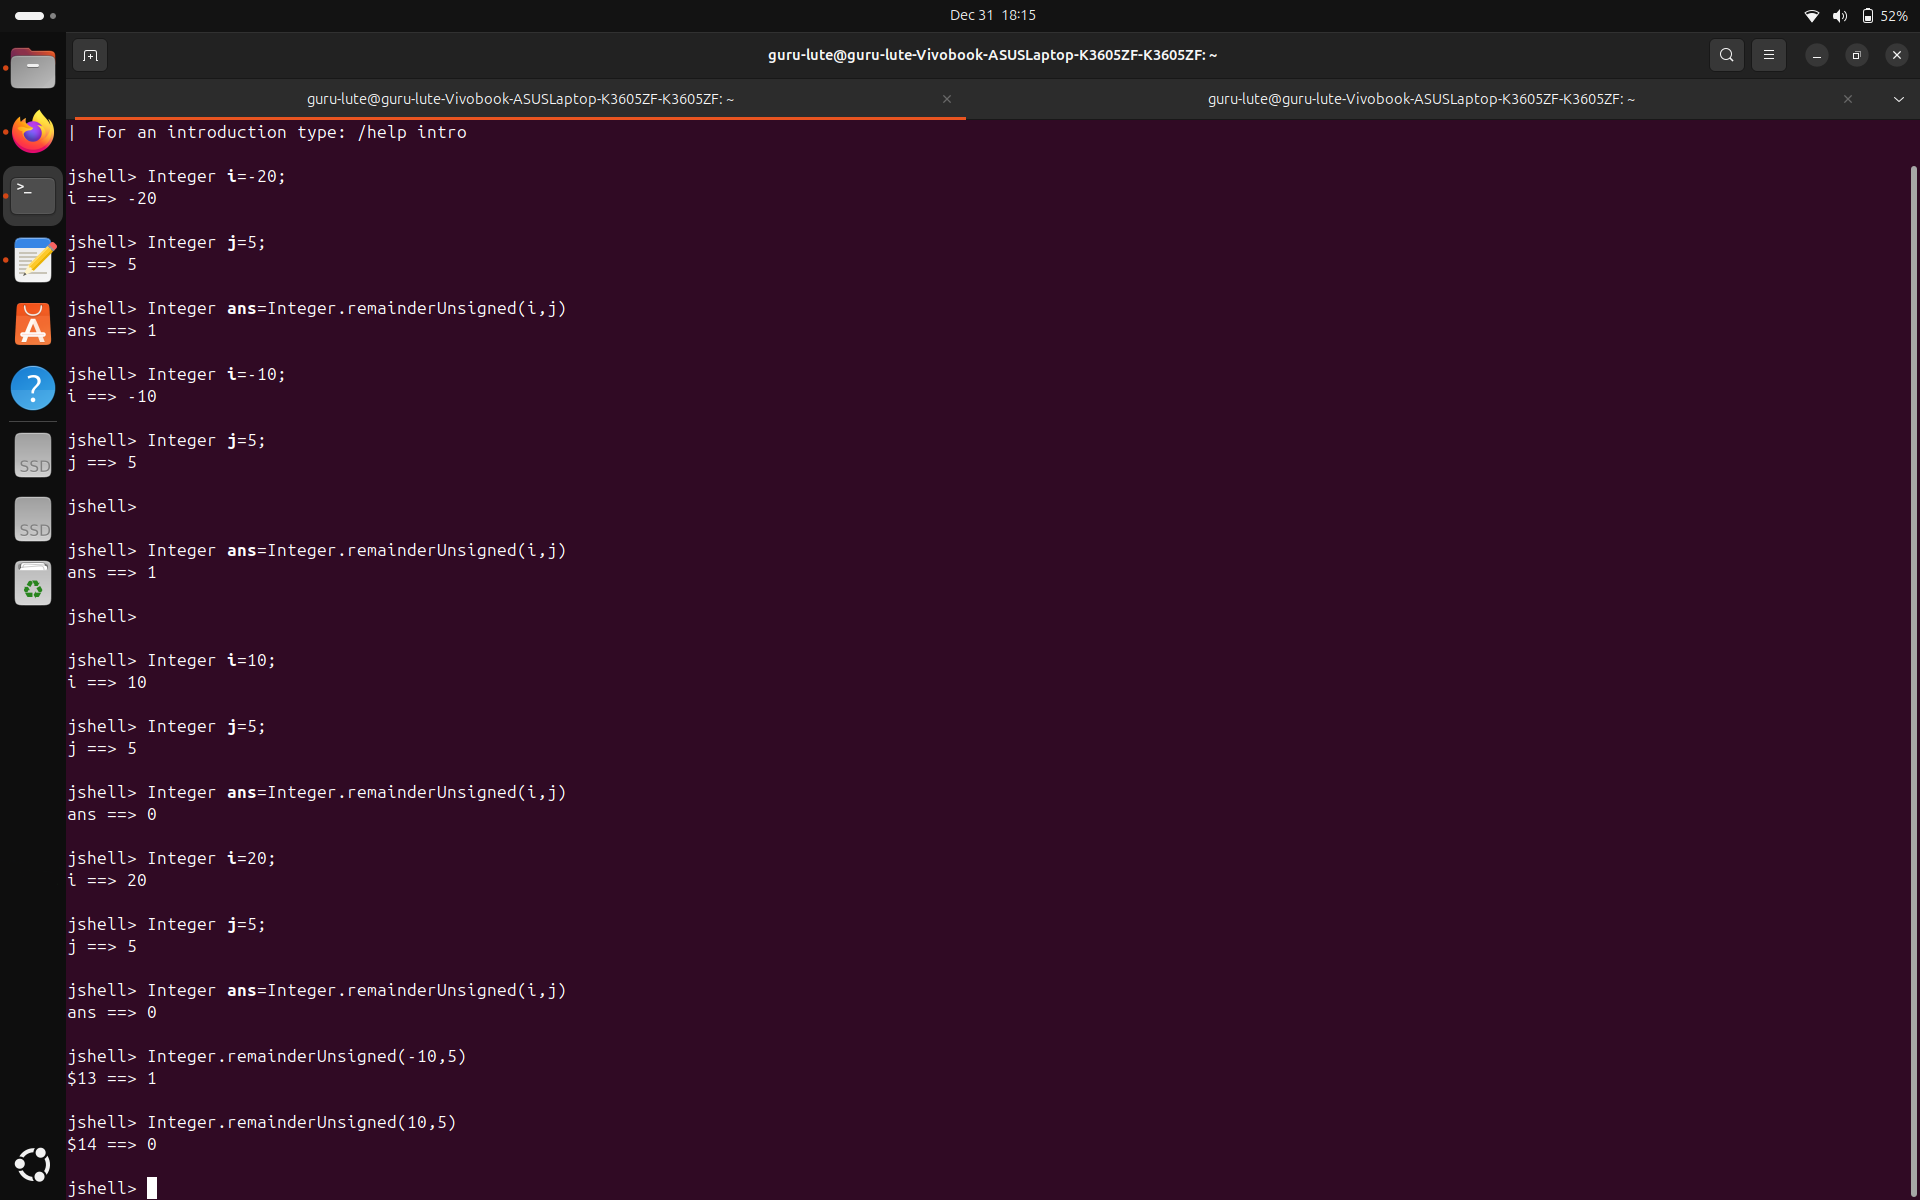 Dec 31 18:15
52%
guru-lute@guru-lute-Vivobook-ASUSLaptop-K3605ZF-K3605ZF: ~
guru-lute@guru-lute-Vivobook-ASUSLaptop-K3605ZF-K3605ZF: ~
guru-lute@guru-lute-Vivobook-ASUSLaptop-K3605ZF-K3605ZF: ~
|  For an introduction type: /help intro
jshell> Integer i=-20;
i ==> -20
jshell> Integer j=5;
j ==> 5
jshell> Integer ans=Integer.remainderUnsigned(i,j)
ans ==> 1
jshell> Integer i=-10;
i ==> -10
jshell> Integer j=5;
j ==> 5
jshell>
jshell> Integer ans=Integer.remainderUnsigned(i,j)
ans ==> 1
jshell>
jshell> Integer i=10;
i ==> 10
jshell> Integer j=5;
j ==> 5
jshell> Integer ans=Integer.remainderUnsigned(i,j)
ans ==> 0
jshell> Integer i=20;
i ==> 20
jshell> Integer j=5;
j ==> 5
jshell> Integer ans=Integer.remainderUnsigned(i,j)
ans ==> 0
jshell> Integer.remainderUnsigned(-10,5)
$13 ==> 1
jshell> Integer.remainderUnsigned(10,5)
$14 ==> 0
jshell>
>_
A
?
SSD
SSD